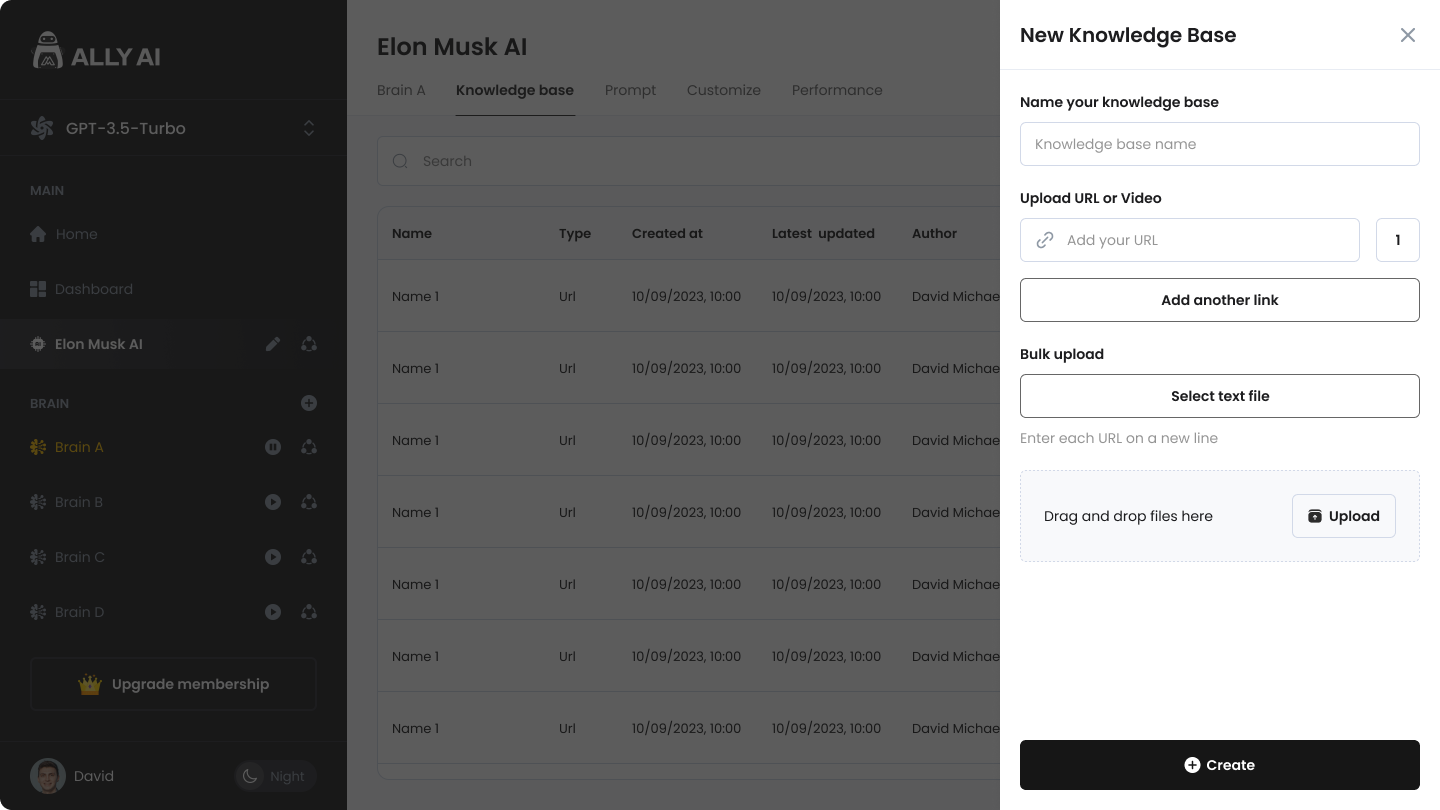 ALLY AI
GPT-3.5-Turbo
MAIN
Home
Dashboard
Elon Musk AI
BRAIN
Brain A
Brain B
Brain C
Brain D
Upgrade membership
David
Night
Elon Musk AI
Brain A Knowledge base Prompt Customize Performance
Search
Name Type Created at Latest updated Author
Name 1 Url 10/09/2023, 10:00 10/09/2023, 10:00 David Michae
Name 1 Url 10/09/2023, 10:00 10/09/2023, 10:00 David Michae
Name 1 Url 10/09/2023, 10:00 10/09/2023, 10:00 David Michae
Name 1 Url 10/09/2023, 10:00 10/09/2023, 10:00 David Michae
Name 1 Url 10/09/2023, 10:00 10/09/2023, 10:00 David Michae
Name 1 Url 10/09/2023, 10:00 10/09/2023, 10:00 David Michae
Name 1 Url 10/09/2023, 10:00 10/09/2023, 10:00 David Michae
New Knowledge Base
Name your knowledge base
Knowledge base name
Upload URL or Video
Add your URL 1
Add another link
Bulk upload
Select text file
Enter each URL on a new line
Drag and drop files here Upload
Create